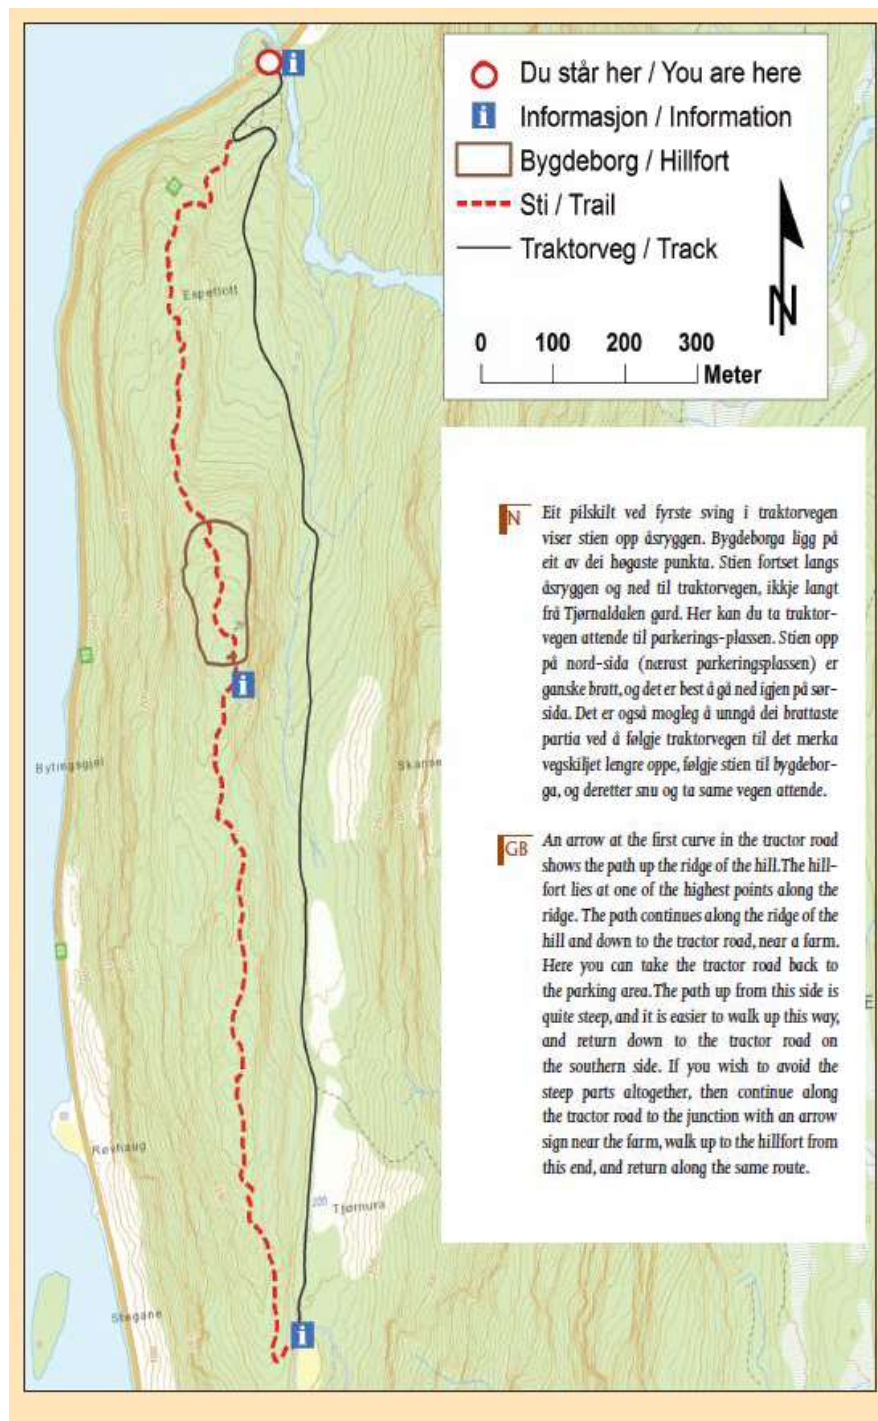 Du står her / You are here
i Informasjon / Information
Bygdeborg / Hillfort
Sti / Trail
Traktorveg / Track
N
0 100 200 300
Meter
i
Espeflott
N
Eit pilskilt ved fyrste sving i traktorvegen
viser stien opp åsryggen. Bygdeborga ligg på
eit av dei høgaste punkta. Stien fortset langs
åsryggen og ned til traktorvegen, ikkje langt
frå Tjørnaldalen gard. Her kan du ta traktor-
vegen attende til parkerings-plassen. Stien opp
på nord-sida (nærast parkeringsplassen) er
ganske bratt, og det er best å gå ned igjen på sør-
sida. Det er også mogleg å unngå dei brattaste
partia ved å følgje traktorvegen til det merka
vegskiljet lengre oppe, følgje stien til bygdebor-
ga, og deretter snu og ta same vegen attende.
GB
An arrow at the first curve in the tractor road
shows the path up the ridge of the hill.The hill-
fort lies at one of the highest points along the
ridge. The path continues along the ridge of the
hill and down to the tractor road, near a farm.
Here you can take the tractor road back to
the parking area.The path up from this side is
quite steep, and it is easier to walk up this way,
and return down to the tractor road on
the southern side. If you wish to avoid the
steep parts altogether, then continue along
the tractor road to the junction with an arrow
sign near the farm, walk up to the hillfort from
this end, and return along the same route.
i
Bylingsgjel
Røvhaug
200
Tjørnura
Stegane
i